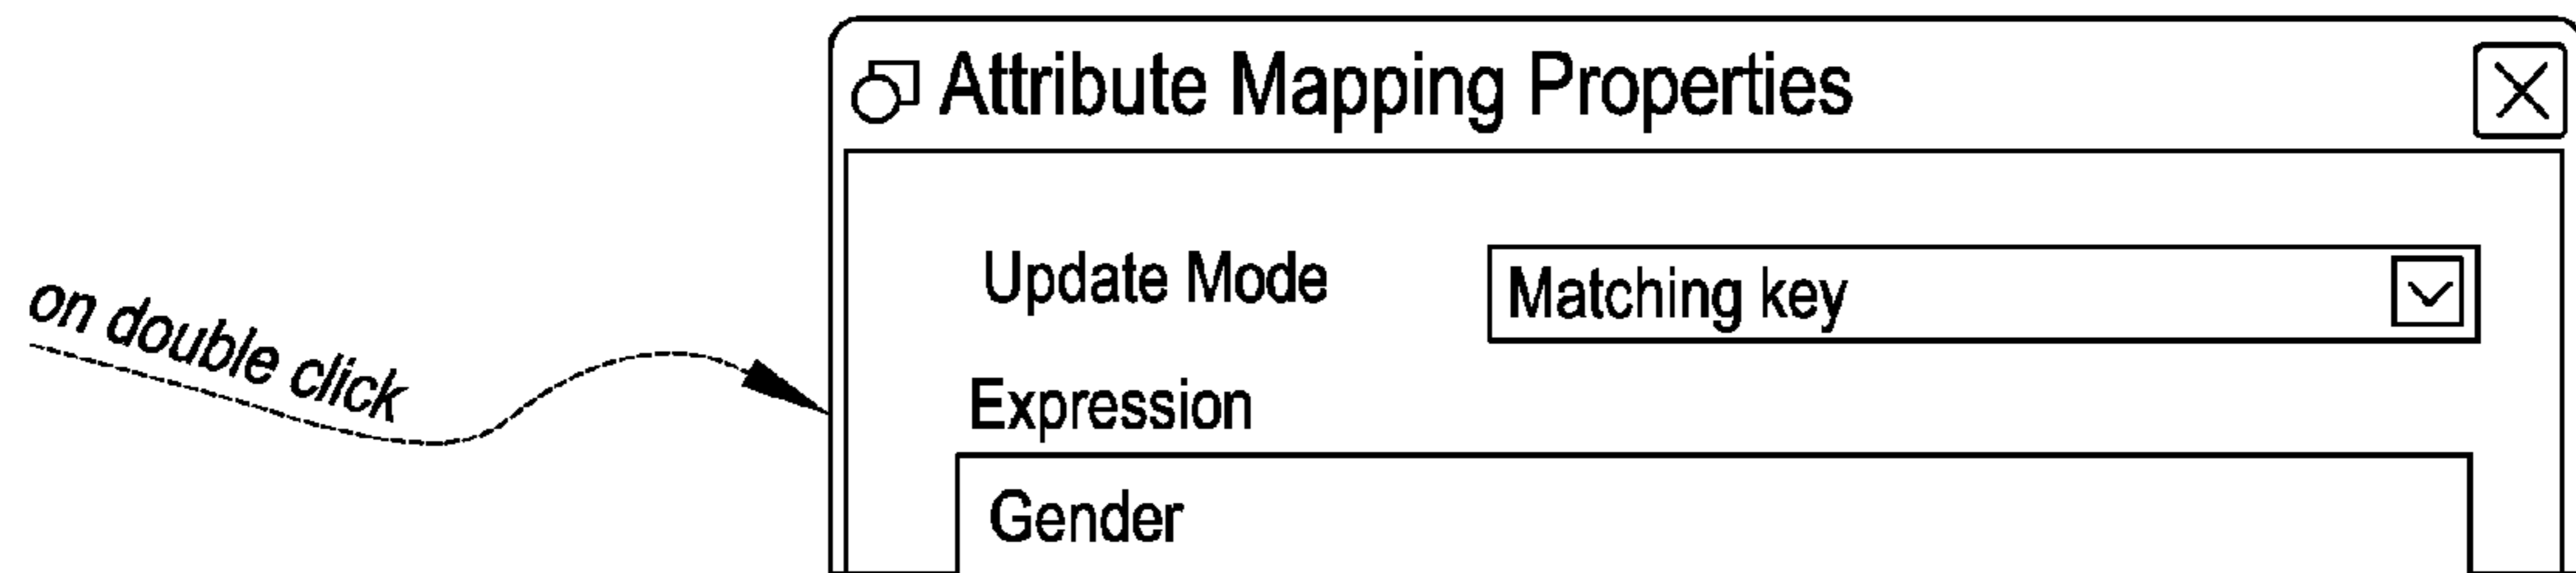 Attribute Mapping Properties
Update Mode
Matching key
on double click
Expression
Gender